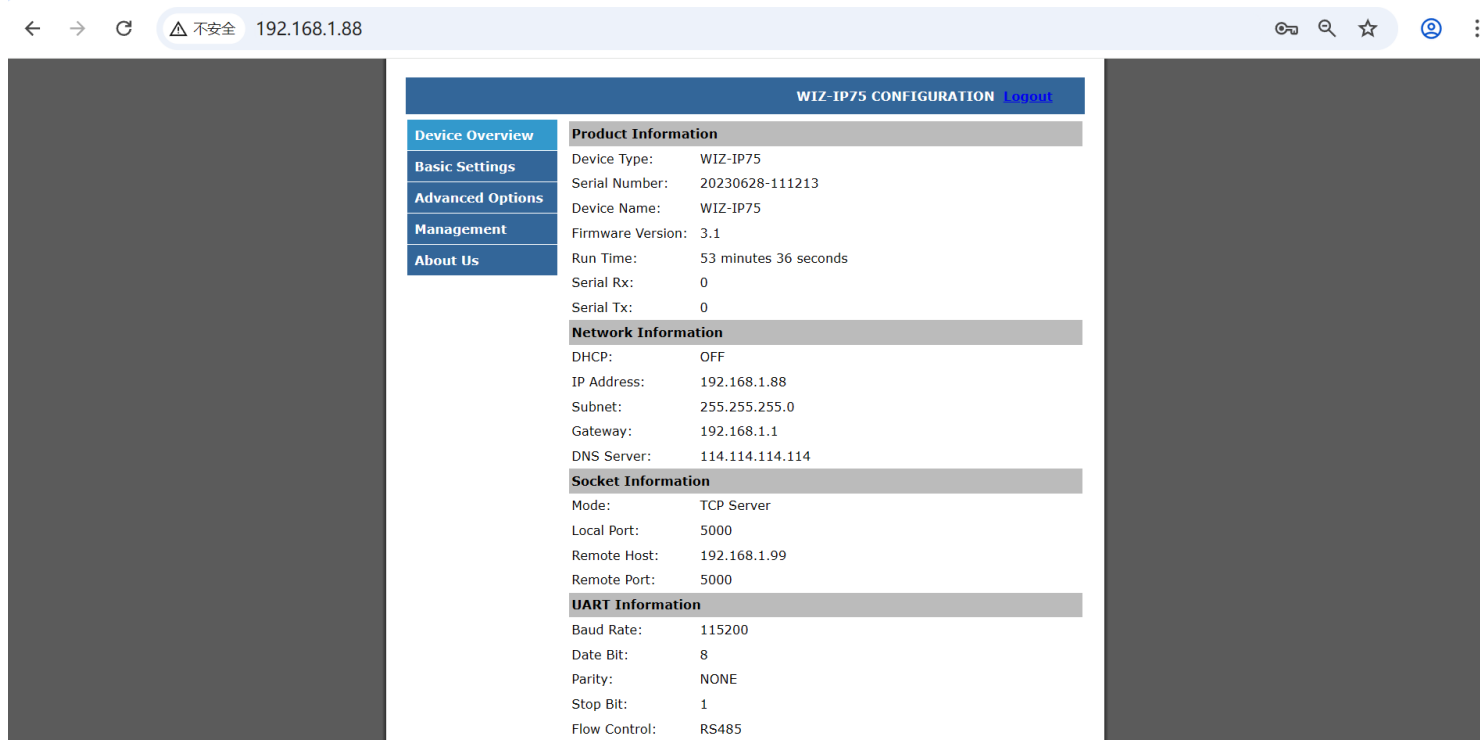 不安全 192.168.1.88
WIZ-IP75 CONFIGURATION Logout
Device Overview
Basic Settings
Advanced Options
Management
About Us
Product Information
Device Type: WIZ-IP75
Serial Number: 20230628-111213
Device Name: WIZ-IP75
Firmware Version: 3.1
Run Time: 53 minutes 36 seconds
Serial Rx: 0
Serial Tx: 0
Network Information
DHCP: OFF
IP Address: 192.168.1.88
Subnet: 255.255.255.0
Gateway: 192.168.1.1
DNS Server: 114.114.114.114
Socket Information
Mode: TCP Server
Local Port: 5000
Remote Host: 192.168.1.99
Remote Port: 5000
UART Information
Baud Rate: 115200
Date Bit: 8
Parity: NONE
Stop Bit: 1
Flow Control: RS485